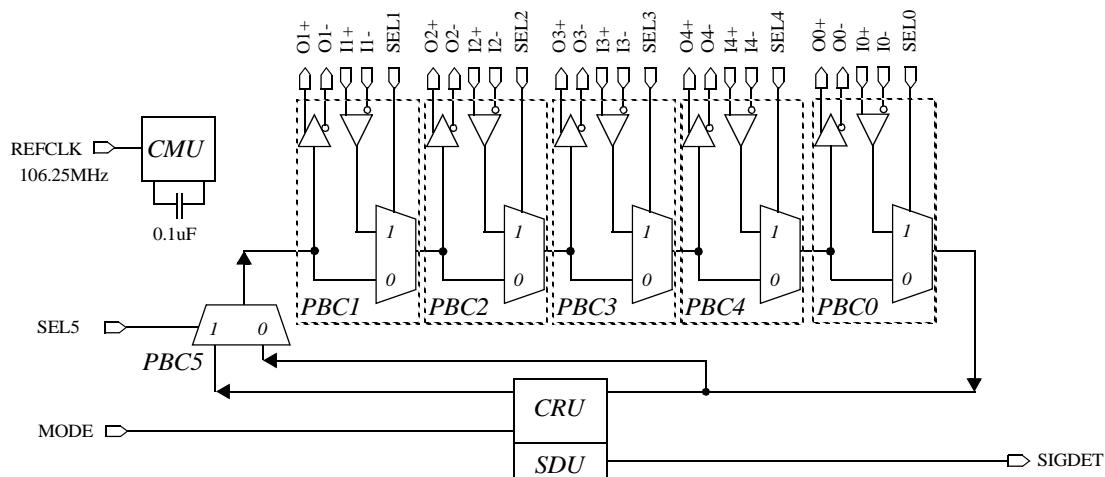 O1+ O1- I1+ I1- SEL1 O2+ O2- I2+ I2- SEL2 O3+ O3- I3+ I3- SEL3 O4+ O4- I4+ I4- SEL4 O0+ O0- I0+ I0- SEL0
REFCLK CMU
106.25MHz
0.1uF
1 1 1 1 1
0 0 0 0 0
PBC1 PBC2 PBC3 PBC4 PBC0
SEL5 1 0
PBC5
CRU
MODE
SDU SIGDET